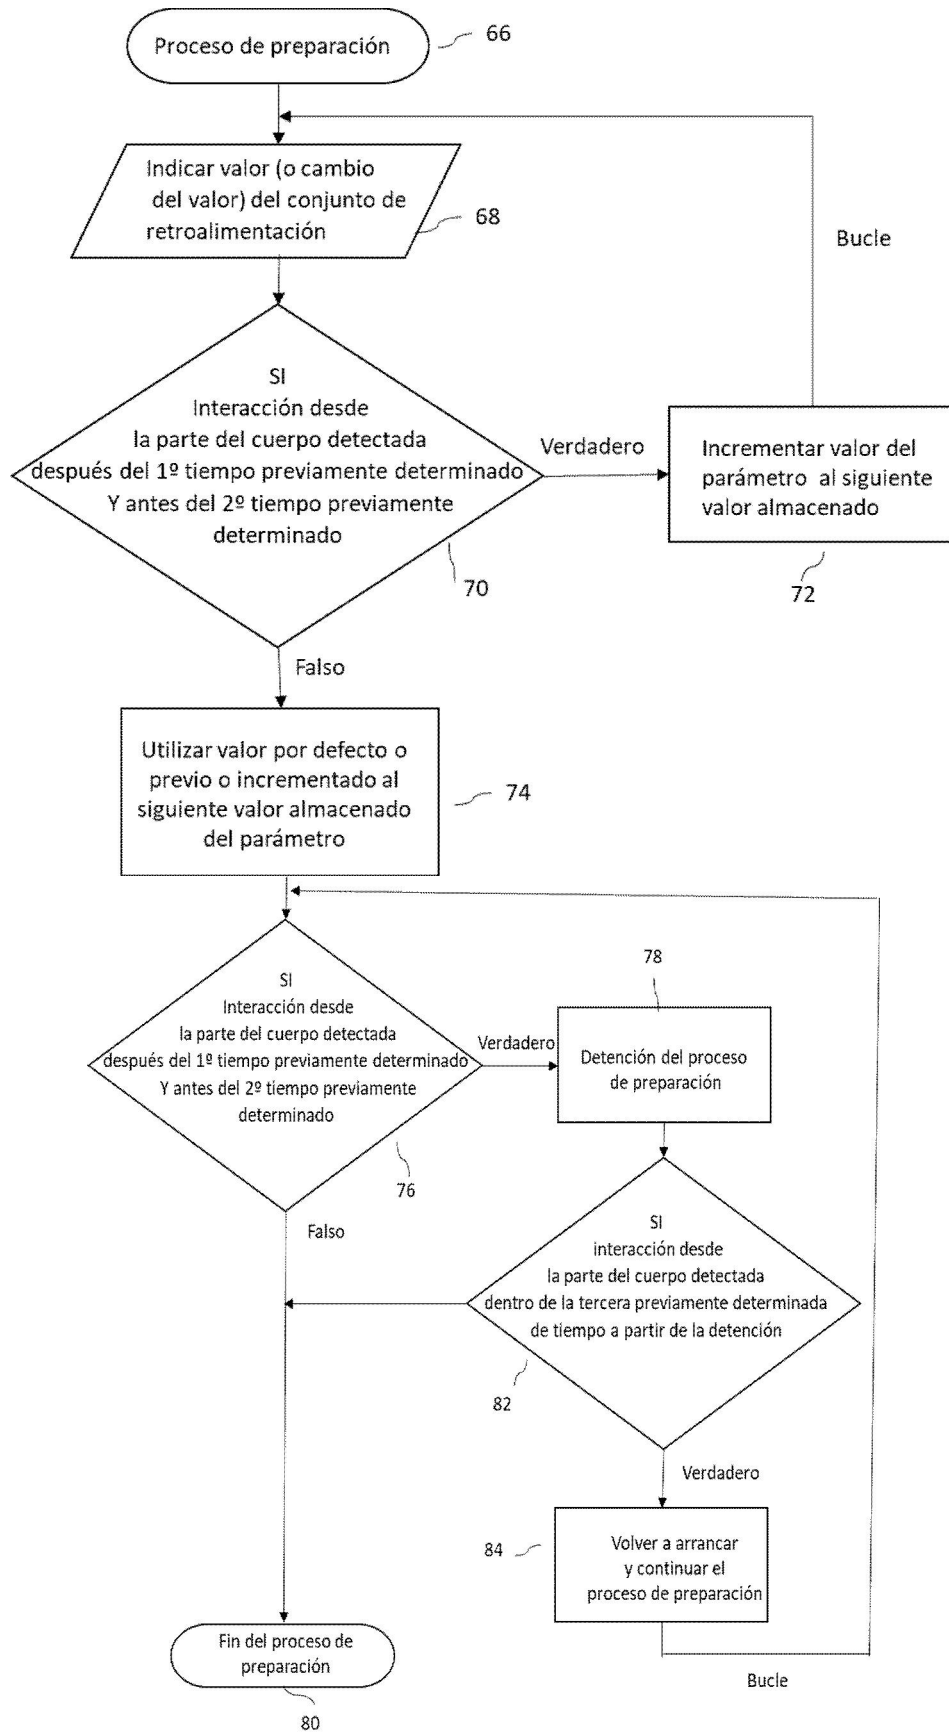 Proceso de preparación
66
Indicar valor (o cambio
del valor) del conjunto de
retroalimentación
68
Bucle
SI
Interacción desde
la parte del cuerpo detectada
después del 1º tiempo previamente determinado
Y antes del 2º tiempo previamente
determinado
70
Verdadero
Incrementar valor del
parámetro al siguiente
valor almacenado
72
Falso
Utilizar valor por defecto o
previo o incrementado al
siguiente valor almacenado
del parámetro
74
SI
Interacción desde
la parte del cuerpo detectada
después del 1º tiempo previamente determinado
Y antes del 2º tiempo previamente
determinado
76
Verdadero
78
Detención del proceso
de preparación
Falso
SI
interacción desde
la parte del cuerpo detectada
dentro de la tercera previamente determinada
de tiempo a partir de la detención
82
Verdadero
84
Volver a arrancar
y continuar el
proceso de preparación
Bucle
Fin del proceso de
preparación
80